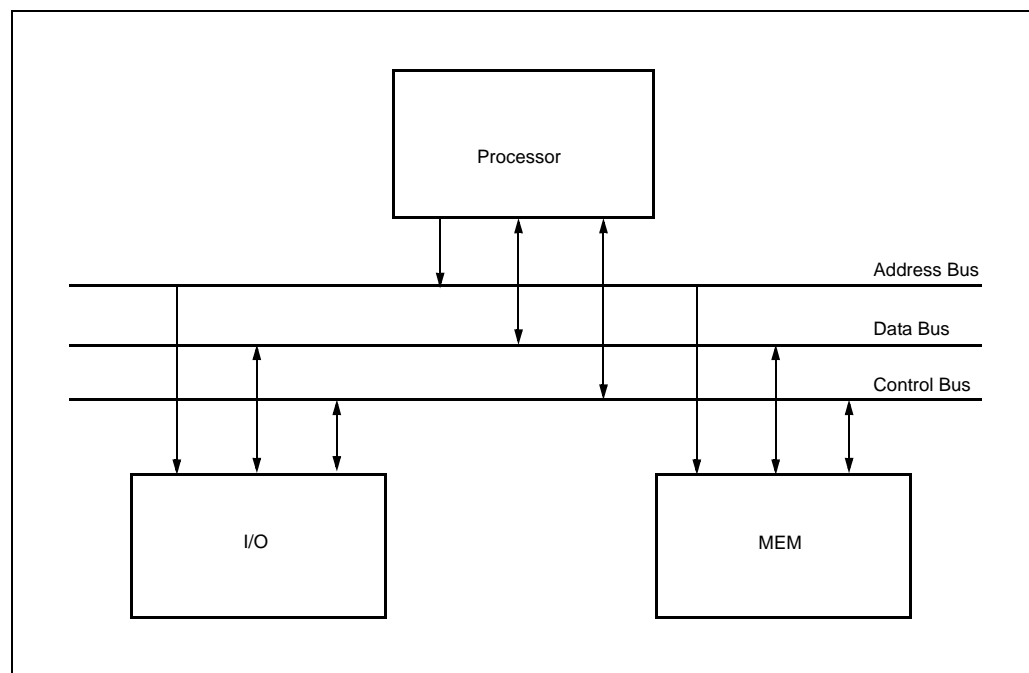 Processor
Address Bus
Data Bus
Control Bus
I/O
MEM